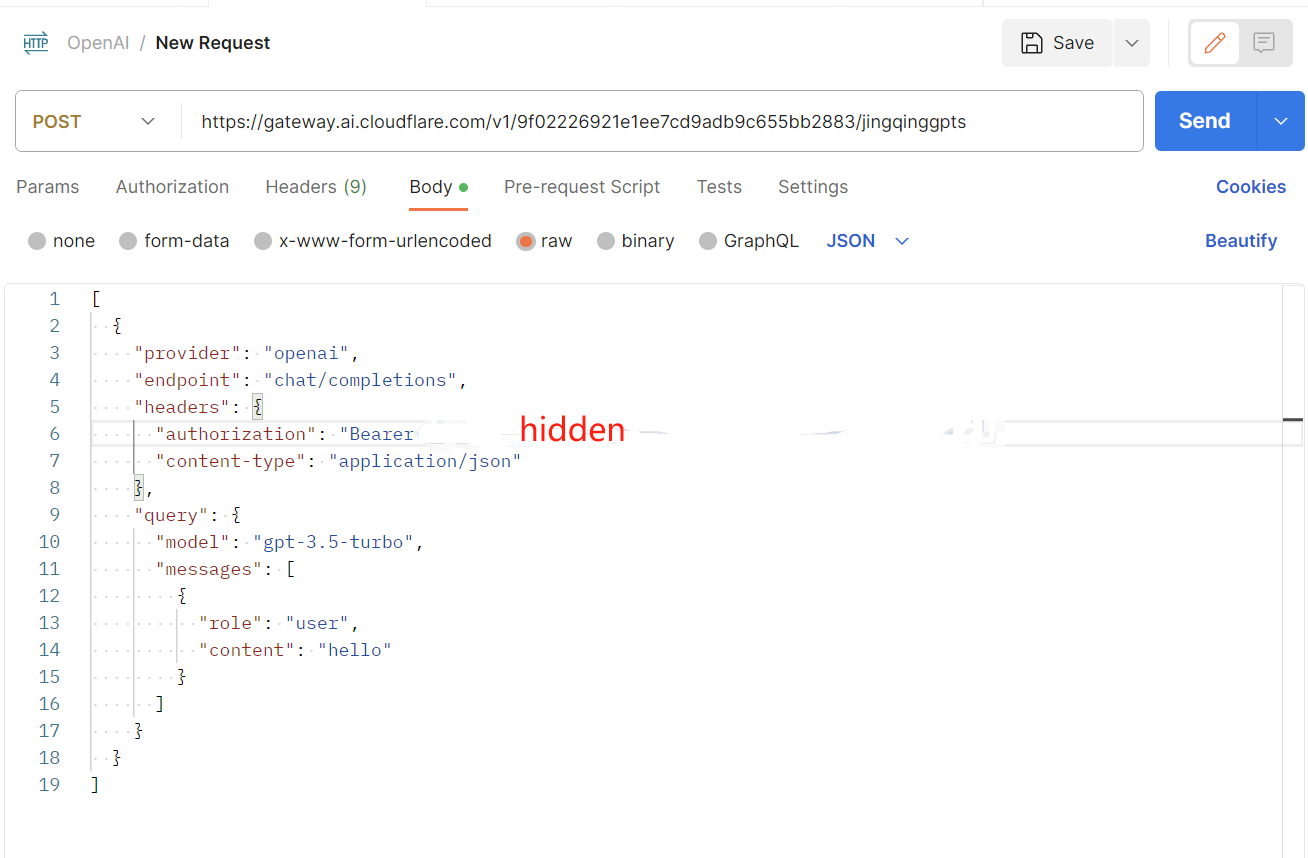 HTTP OpenAI / New Request Save
POST https://gateway.ai.cloudflare.com/v1/9f02226921e1ee7cd9adb9c655bb2883/jingqinggpts Send
Params Authorization Headers (9) Body Pre-request Script Tests Settings Cookies
none form-data x-www-form-urlencoded raw binary GraphQL JSON Beautify
1 [
2 {
3 "provider": "openai",
4 "endpoint": "chat/completions",
5 "headers": {
6 "authorization": "Bearer hidden
7 "content-type": "application/json"
8 },
9 "query": {
10 "model": "gpt-3.5-turbo",
11 "messages": [
12 {
13 "role": "user",
14 "content": "hello"
15 }
16 ]
17 }
18 }
19 ]